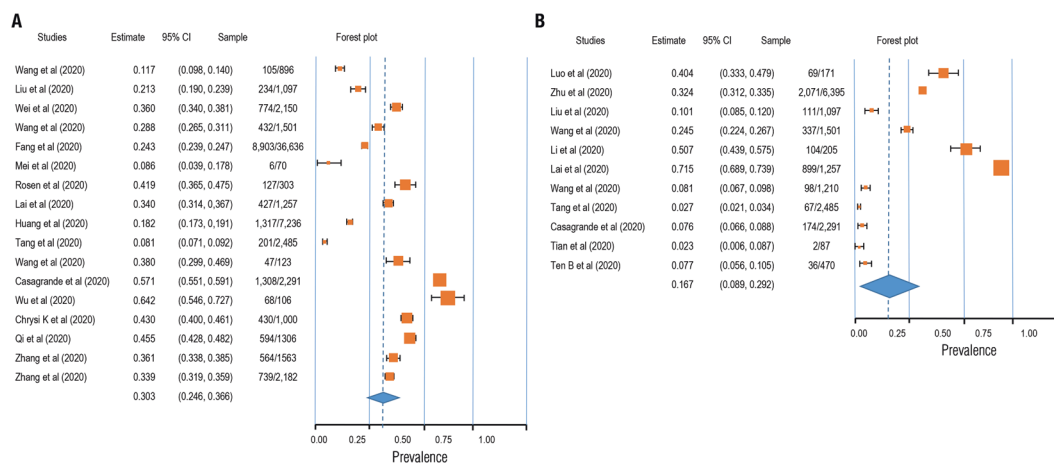 A
Studies Estimate 95% CI Sample Forest plot
Wang et al (2020) 0.117 (0.098, 0.140) 105/896
Liu et al (2020) 0.213 (0.190, 0.239) 234/1,097
Wei et al (2020) 0.360 (0.340, 0.381) 774/2,150
Wang et al (2020) 0.288 (0.265, 0.311) 432/1,501
Fang et al (2020) 0.243 (0.239, 0.247) 8,903/36,636
Mei et al (2020) 0.086 (0.039, 0.178) 6/70
Rosen et al (2020) 0.419 (0.365, 0.475) 127/303
Lai et al (2020) 0.340 (0.314, 0.367) 427/1,257
Huang et al (2020) 0.182 (0.173, 0.191) 1,317/7,236
Tang et al (2020) 0.081 (0.071, 0.092) 201/2,485
Wang et al (2020) 0.380 (0.299, 0.469) 47/123
Casagrande et al (2020) 0.571 (0.551, 0.591) 1,308/2,291
Wu et al (2020) 0.642 (0.546, 0.727) 68/106
Chrysi K et al (2020) 0.430 (0.400, 0.461) 430/1,000
Qi et al (2020) 0.455 (0.428, 0.482) 594/1306
Zhang et al (2020) 0.361 (0.338, 0.385) 564/1563
Zhang et al (2020) 0.339 (0.319, 0.359) 739/2,182
0.303 (0.246, 0.366)
0.00 0.25 0.50 0.75 1.00
Prevalence
B
Studies Estimate 95% CI Sample Forest plot
Luo et al (2020) 0.404 (0.333, 0.479) 69/171
Zhu et al (2020) 0.324 (0.312, 0.335) 2,071/6,395
Liu et al (2020) 0.101 (0.085, 0.120) 111/1,097
Wang et al (2020) 0.245 (0.224, 0.267) 337/1,501
Li et al (2020) 0.507 (0.439, 0.575) 104/205
Lai et al (2020) 0.715 (0.689, 0.739) 899/1,257
Wang et al (2020) 0.081 (0.067, 0.098) 98/1,210
Tang et al (2020) 0.027 (0.021, 0.034) 67/2,485
Casagrande et al (2020) 0.076 (0.066, 0.088) 174/2,291
Tian et al (2020) 0.023 (0.006, 0.087) 2/87
Ten B et al (2020) 0.077 (0.056, 0.105) 36/470
0.167 (0.089, 0.292)
0.00 0.25 0.50 0.75 1.00
Prevalence